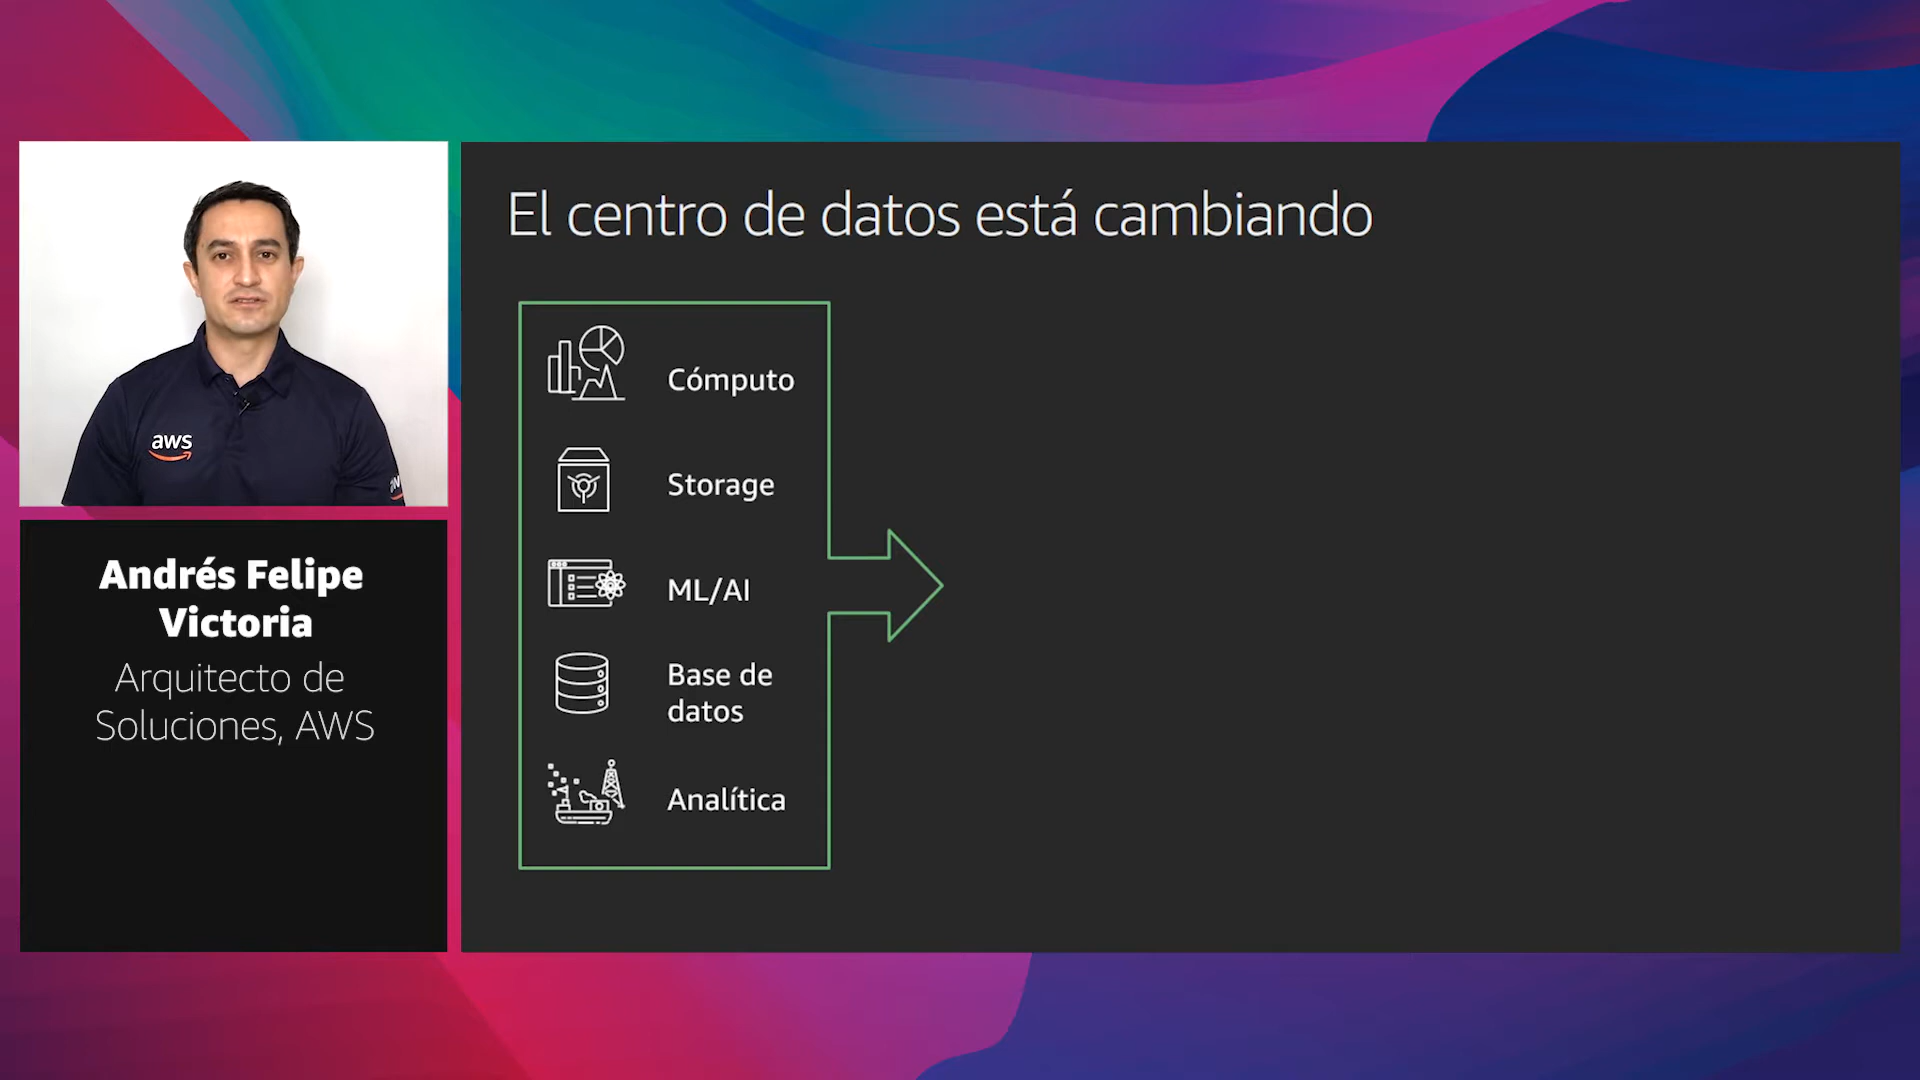 El centro de datos está cambiando
Cómputo
Storage
ML/AI
Base de
datos
Analítica
aws
Andrés Felipe
Victoria
Arquitecto de
Soluciones, AWS